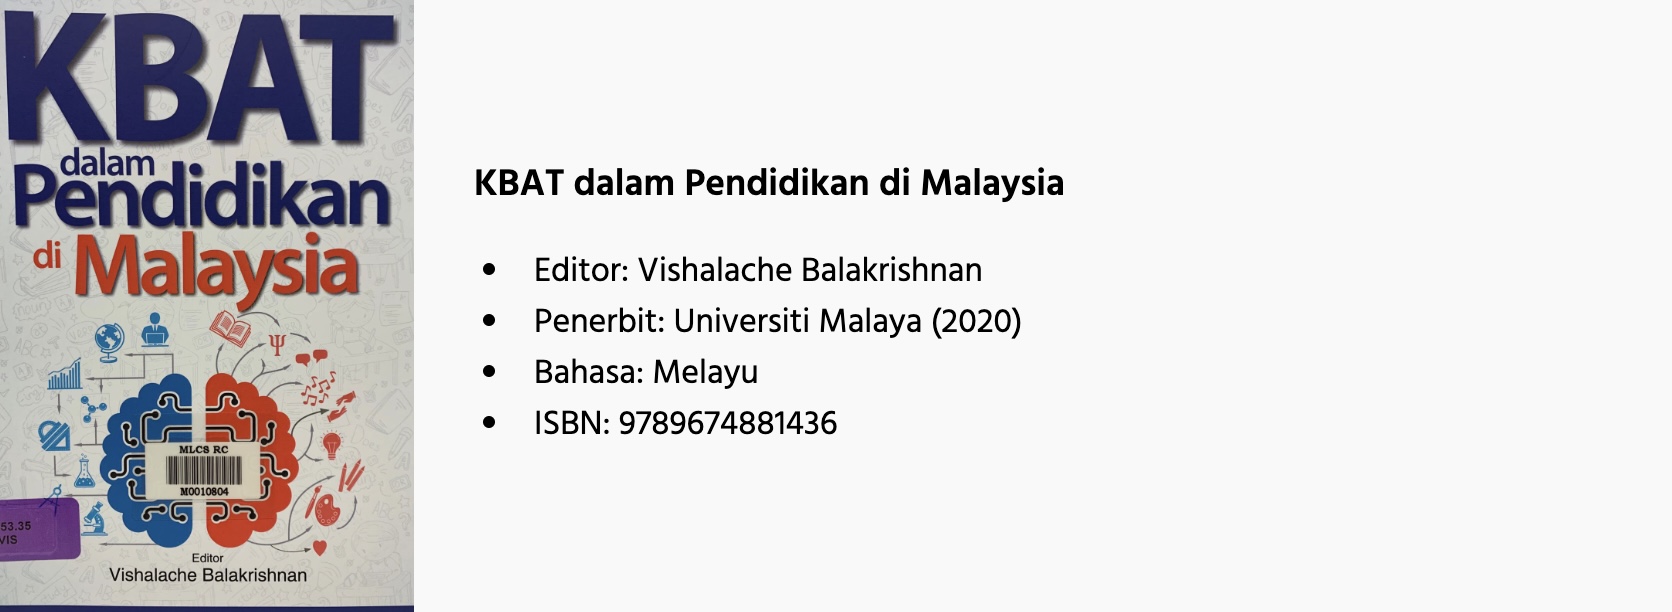 KBAT
dalam
Pendidikan
di Malaysia
MLCS RC
M0010804
53.35
VIS
Editor
Vishalache Balakrishnan
KBAT dalam Pendidikan di Malaysia
• Editor: Vishalache Balakrishnan
• Penerbit: Universiti Malaya (2020)
• Bahasa: Melayu
• ISBN: 9789674881436